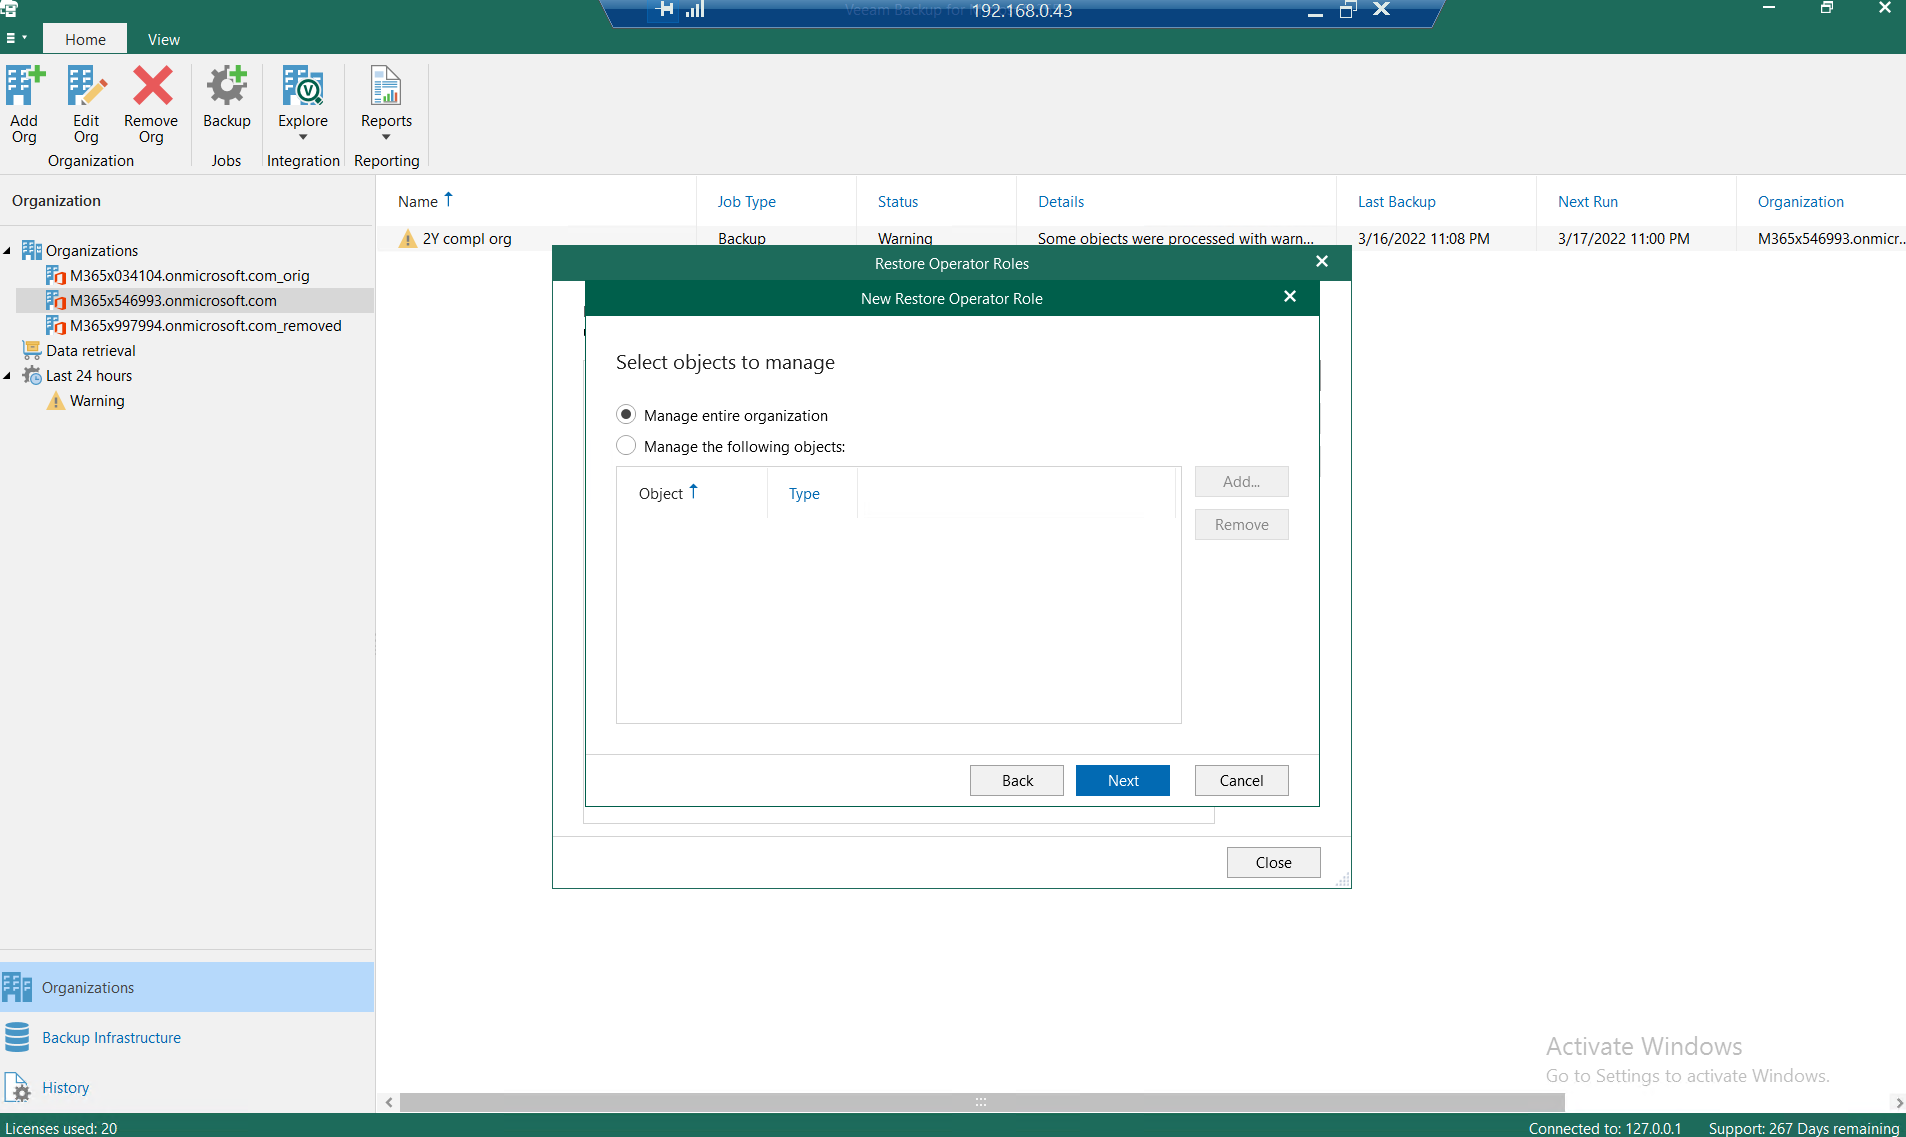 Veeam Backup for
192.168.0.43
Home
View
Add Org
Edit Org
Remove Org
Backup
Explore
Reports
Organization
Jobs
Integration
Reporting
Organization
Organizations
M365x034104.onmicrosoft.com_orig
M365x546993.onmicrosoft.com
M365x997994.onmicrosoft.com_removed
Data retrieval
Last 24 hours
Warning
Name
Job Type
Status
Details
Last Backup
Next Run
Organization
2Y compl org
Backup
Warning
Some objects were processed with warn...
3/16/2022 11:08 PM
3/17/2022 11:00 PM
M365x546993.onmicr..
Restore Operator Roles
New Restore Operator Role
Select objects to manage
Manage entire organization
Manage the following objects:
Object
Type
Add...
Remove
Back
Next
Cancel
Close
Organizations
Backup Infrastructure
History
Activate Windows
Go to Settings to activate Windows.
Licenses used: 20
Connected to: 127.0.0.1
Support: 267 Days remaining